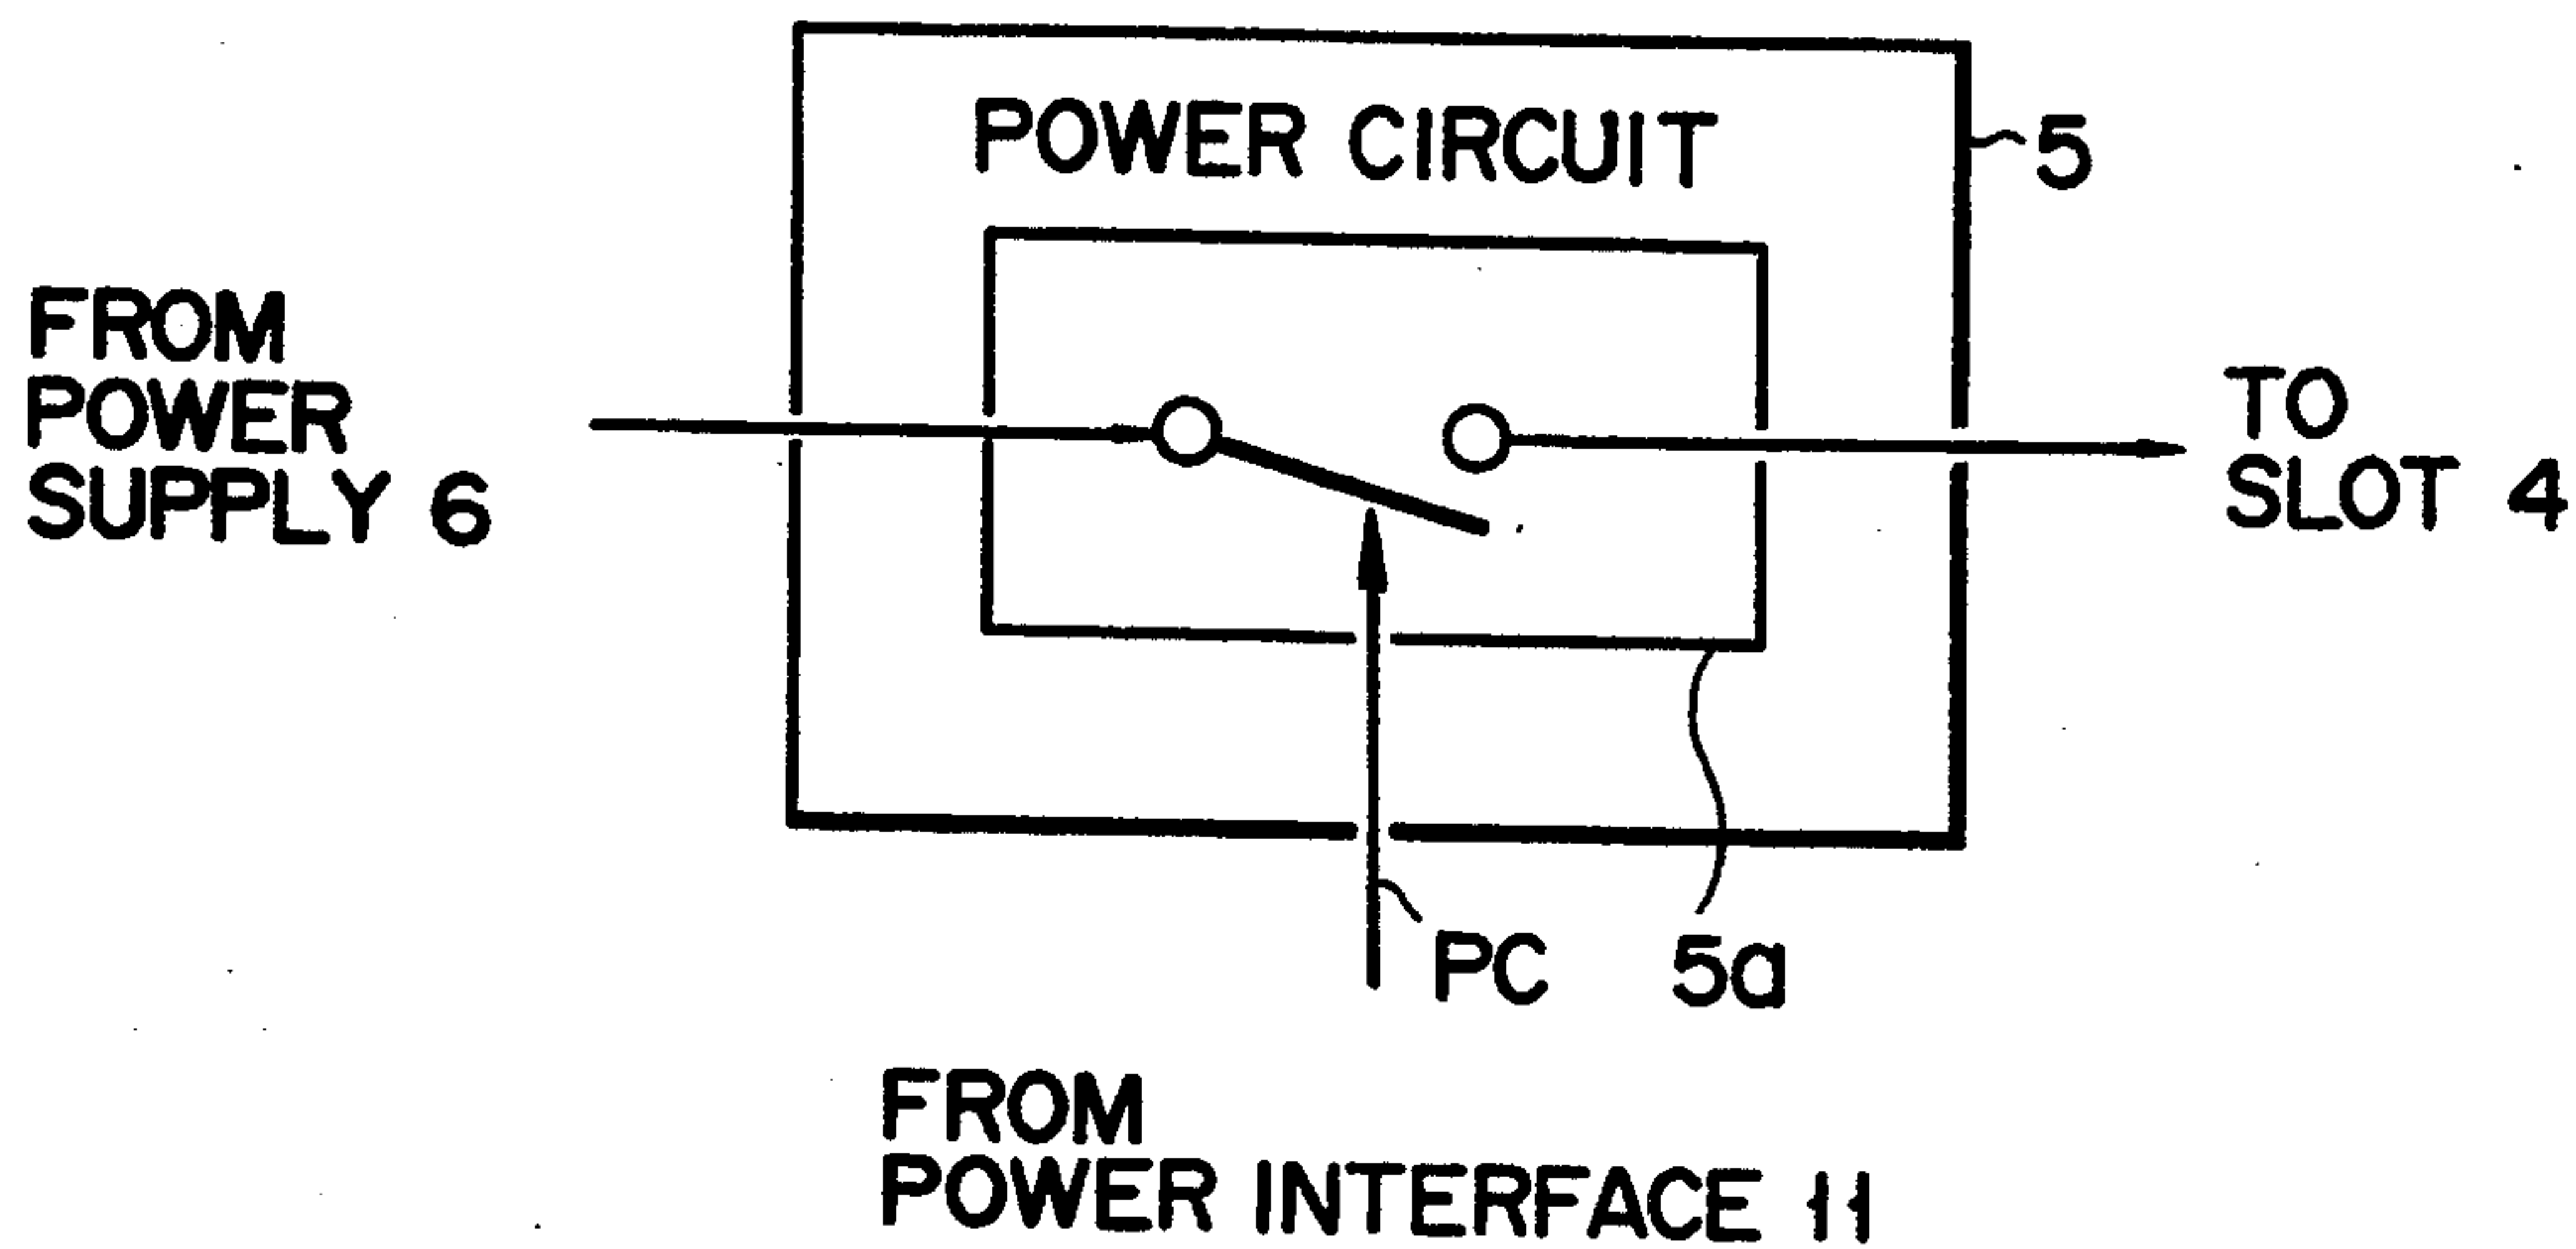 POWER CIRCUIT
5
FROM
POWER
SUPPLY 6
TO
SLOT 4
PC
5a
FROM
POWER INTERFACE 11